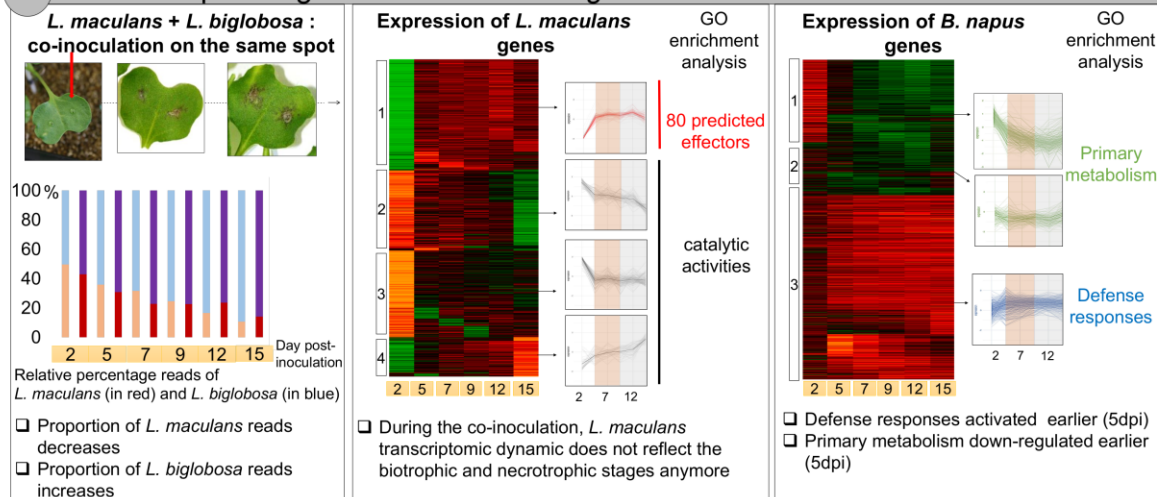 L. maculans + L. biglobosa :
co-inoculation on the same spot
100 %
80
60
40
20
0
2 5 7 9 12 15
Day post-
inoculation
Relative percentage reads of
L. maculans (in red) and L. biglobosa (in blue)
❑ Proportion of L. maculans reads
decreases
❑ Proportion of L. biglobosa reads
increases
Expression of L. maculans
genes
GO
enrichment
analysis
1
2
3
4
80 predicted
effectors
catalytic
activities
2 5 7 9 12 15
2 7 12
❑ During the co-inoculation, L. maculans
transcriptomic dynamic does not reflect the
biotrophic and necrotrophic stages anymore
Expression of B. napus
genes
GO
enrichment
analysis
1
2
3
Primary
metabolism
Defense
responses
2 5 7 9 12 15
2 7 12
❑ Defense responses activated earlier (5dpi)
❑ Primary metabolism down-regulated earlier
(5dpi)